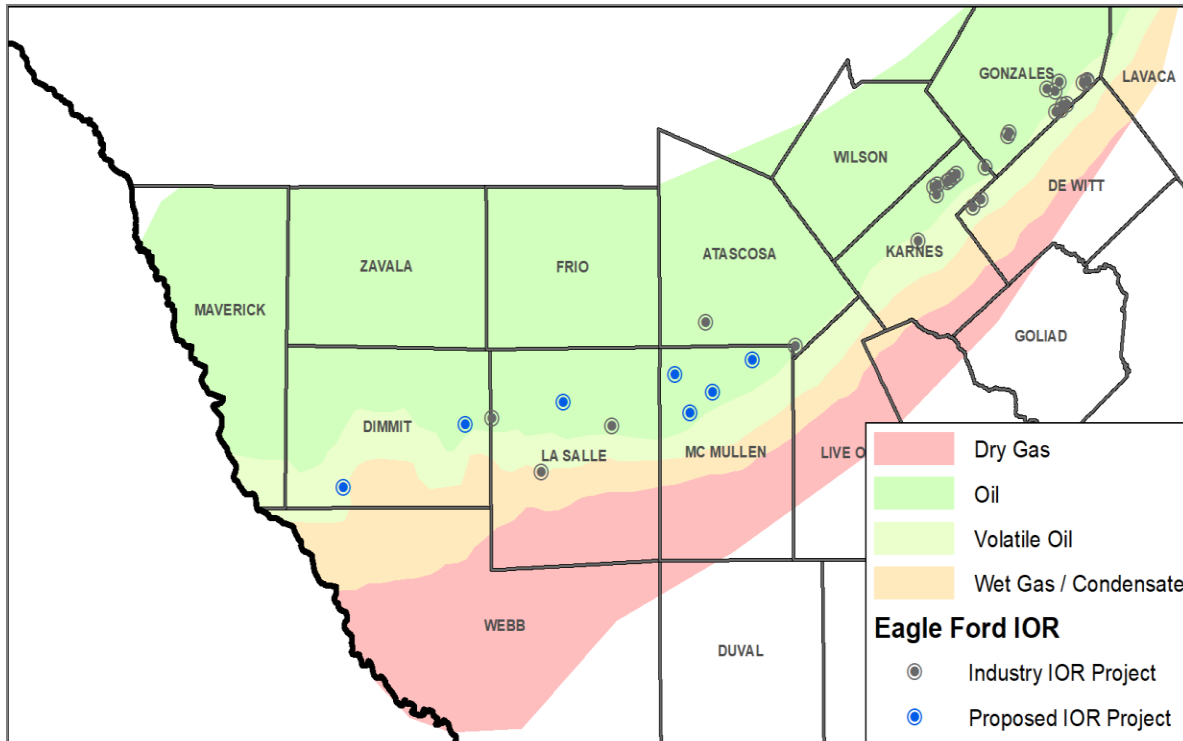 GONZALES
LAVACA
WILSON
DE WITT
ATASCOSA
KARNES
ZAVALA
FRIO
MAVERICK
GOLIAD
DIMMIT
LA SALLE
MC MULLEN
LIVE O
WEBB
DUVAL
Dry Gas
Oil
Volatile Oil
Wet Gas / Condensate
Eagle Ford IOR
Industry IOR Project
Proposed IOR Project